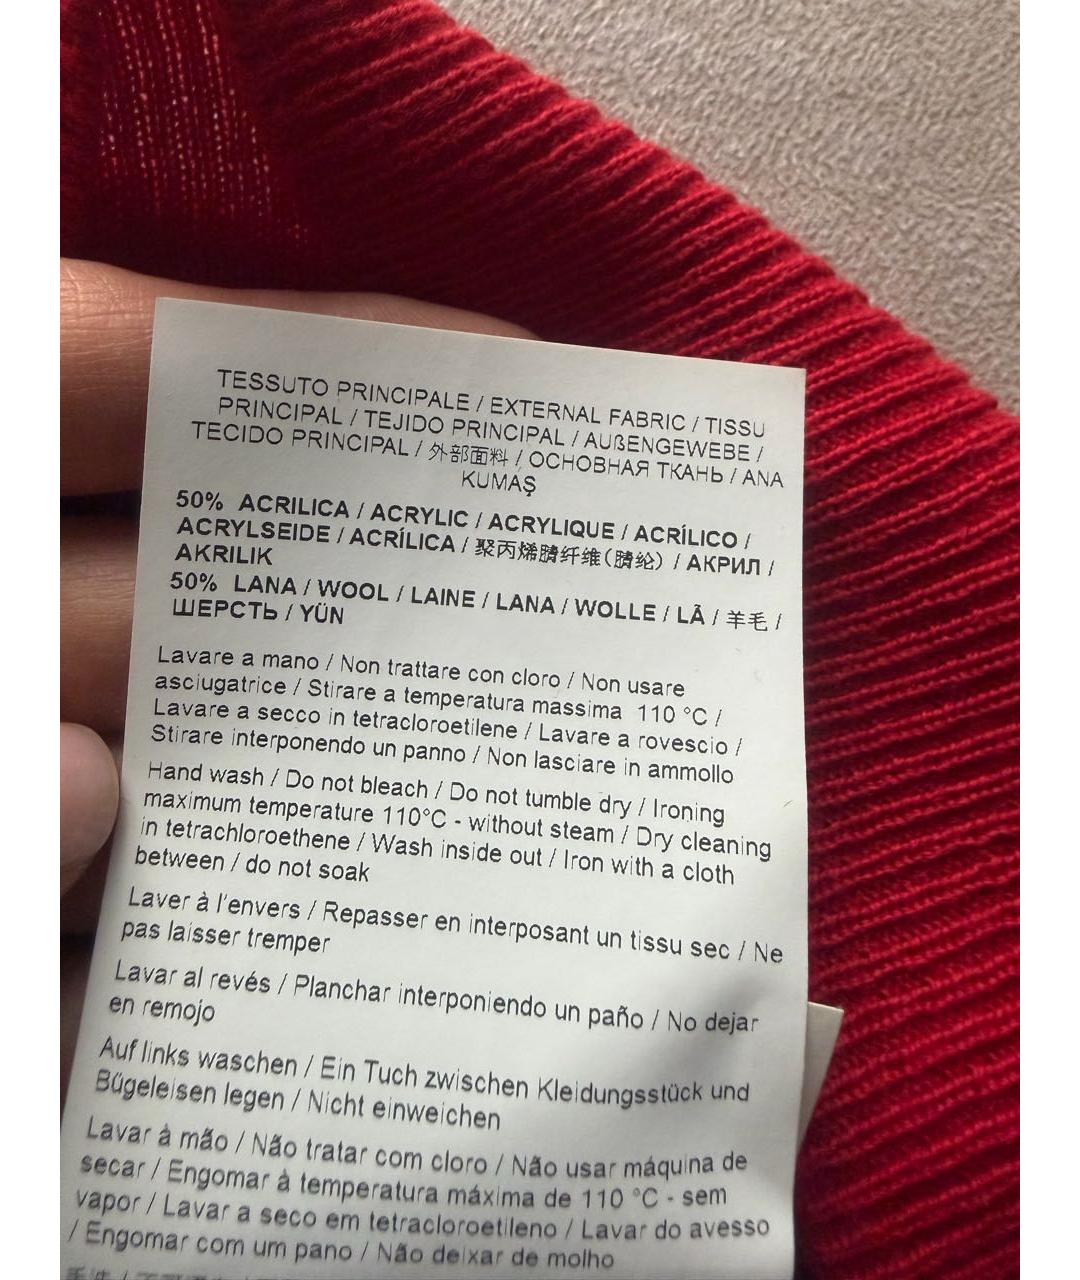 TESSUTO PRINCIPALE / EXTERNAL FABRIC / TISSU
PRINCIPAL / TEJIDO PRINCIPAL / AUßENGEWEBE /
TECIDO PRINCIPAL / 外部面料 / ОСНОВНАЯ ТКАНЬ / ANA
KUMAŞ
50% ACRILICA / ACRYLIC / ACRYLIQUE / ACRÍLICO /
ACRYLSEIDE / ACRÍLICA / 聚丙烯腈纤维(腈纶) / АКРИЛ /
AKRILIK
50% LANA / WOOL / LAINE / LANA / WOLLE / LÃ / 羊毛 /
ШЕРСТЬ / YÜN
Lavare a mano / Non trattare con cloro / Non usare
asciugatrice / Stirare a temperatura massima 110 °C /
Lavare a secco in tetracloroetilene / Lavare a rovescio /
Stirare interponendo un panno / Non lasciare in ammollo
Hand wash / Do not bleach / Do not tumble dry / Ironing
maximum temperature 110°C - without steam / Dry cleaning
in tetrachloroethene / Wash inside out / Iron with a cloth
between / do not soak
Laver à l'envers / Repasser en interposant un tissu sec / Ne
pas laisser tremper
Lavar al revés / Planchar interponiendo un paño / No dejar
en remojo
Auf links waschen / Ein Tuch zwischen Kleidungsstück und
Bügeleisen legen / Nicht einweichen
Lavar à mão / Não tratar com cloro / Não usar máquina de
secar / Engomar à temperatura máxima de 110 °C - sem
vapor / Lavar a seco em tetracloroetileno / Lavar do avesso
/ Engomar com um pano / Não deixar de molho